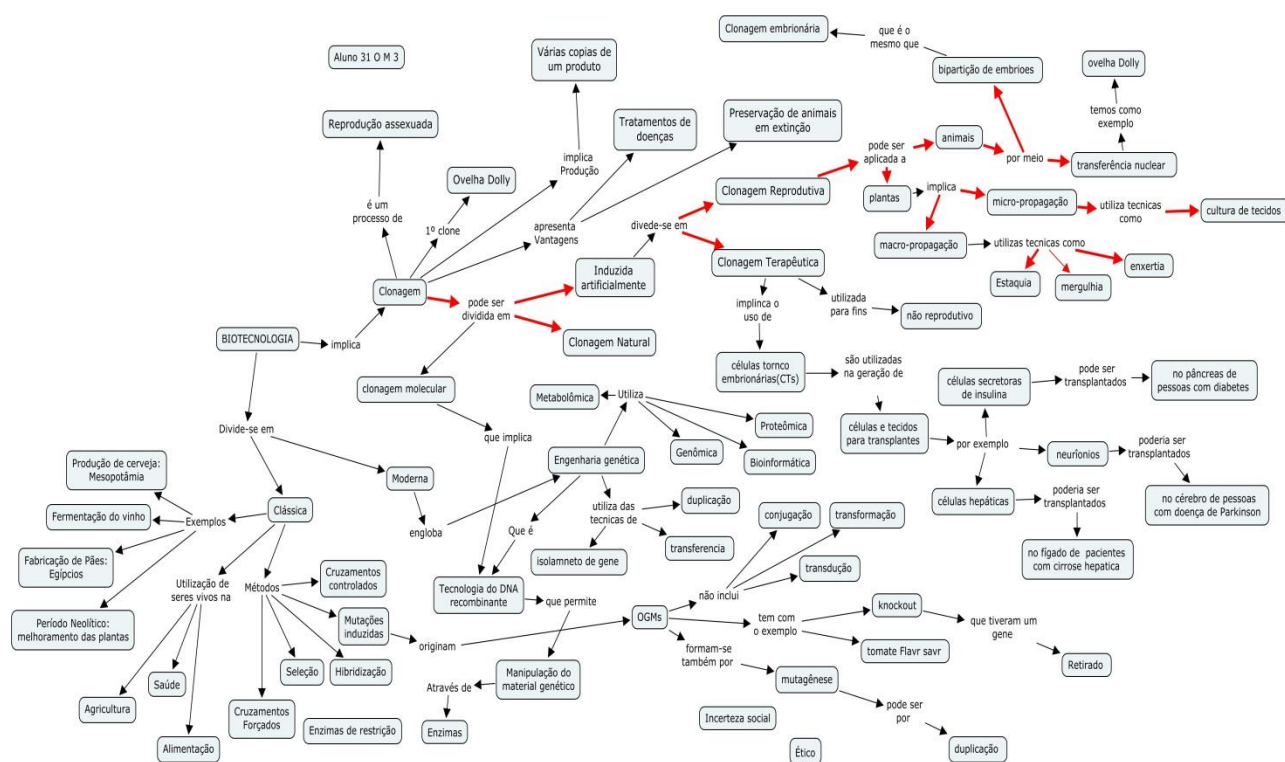 Clonagem embrionária
que é o
mesmo que
Aluno 31 O M 3
Várias copias de
um produto
bipartição de embrioes
ovelha Dolly
Reprodução assexuada
Tratamentos de
doenças
Preservação de animais
em extinção
temos como
exemplo
pode ser
aplicada a
animais
por meio
transferência nuclear
implica
Produção
Ovelha Dolly
Clonagem Reprodutiva
plantas
implica
micro-propagação
utiliza tecnicas
como
cultura de tecidos
é um
processo de
1º clone
apresenta
Vantagens
divede-se em
macro-propagação
utilizas tecnicas como
enxertia
Estaquia
mergulhia
Clonagem
Induzida
artificialmente
Clonagem Terapêutica
pode ser
dividida em
implinca o
uso de
utilizada
para fins
não reprodutivo
BIOTECNOLOGIA
implica
Clonagem Natural
clonagem molecular
células tornco
embrionárias(CTs)
são utilizadas
na geração de
células secretoras
de insulina
pode ser
transplantados
no pâncreas de
pessoas com diabetes
Metabolômica
Utiliza
Proteômica
Genômica
Bioinformática
células e tecidos
para transplantes
por exemplo
neurîonios
poderia ser
transplantados
Divide-se em
que implica
Engenharia genética
células hepáticas
poderia ser
transplantados
no cérebro de pessoas
com doença de Parkinson
no fígado de pacientes
com cirrose hepatica
Produção de cerveja:
Mesopotâmia
Fermentação do vinho
Exemplos
Clássica
Moderna
engloba
Fabricação de Pães:
Egípcios
Período Neolítico:
melhoramento das plantas
Utilização de
seres vivos na
Métodos
Cruzamentos
controlados
Mutações
induzidas
originam
Que é
utiliza das
tecnicas de
duplicação
transferencia
isolamneto de gene
Tecnologia do DNA
recombinante
que permite
conjugação
transformação
transdução
não inclui
OGMs
tem com
o exemplo
knockout
que tiveram um
gene
Retirado
tomate Flavr savr
formam-se
também por
mutagênese
pode ser
por
duplicação
Saúde
Agricultura
Alimentação
Seleção
Hibridização
Cruzamentos
Forçados
Enzimas de restrição
Através de
Manipulação do
material genético
Enzimas
Incerteza social
Ético